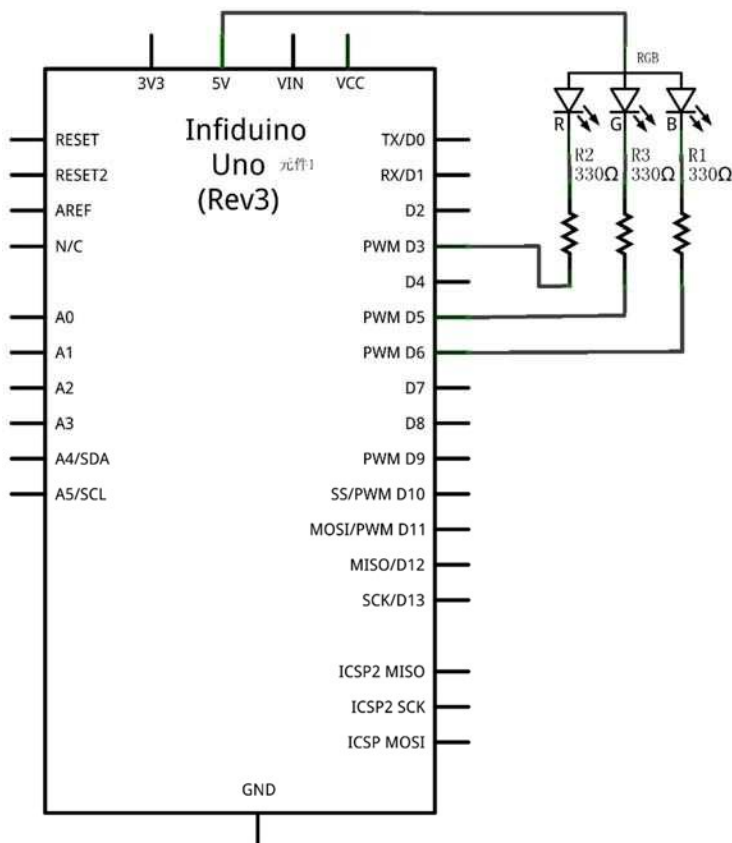 RGB
3V3 5V VIN VCC
R G B
R2 R3 R1
330Ω 330Ω 330Ω
Infiduino
Uno 元件1
(Rev3)
RESET TX/D0
RESET2 RX/D1
AREF D2
N/C PWM D3
D4
A0 PWM D5
A1 PWM D6
A2 D7
A3 D8
A4/SDA PWM D9
A5/SCL SS/PWM D10
MOSI/PWM D11
MISO/D12
SCK/D13
ICSP2 MISO
ICSP2 SCK
ICSP MOSI
GND